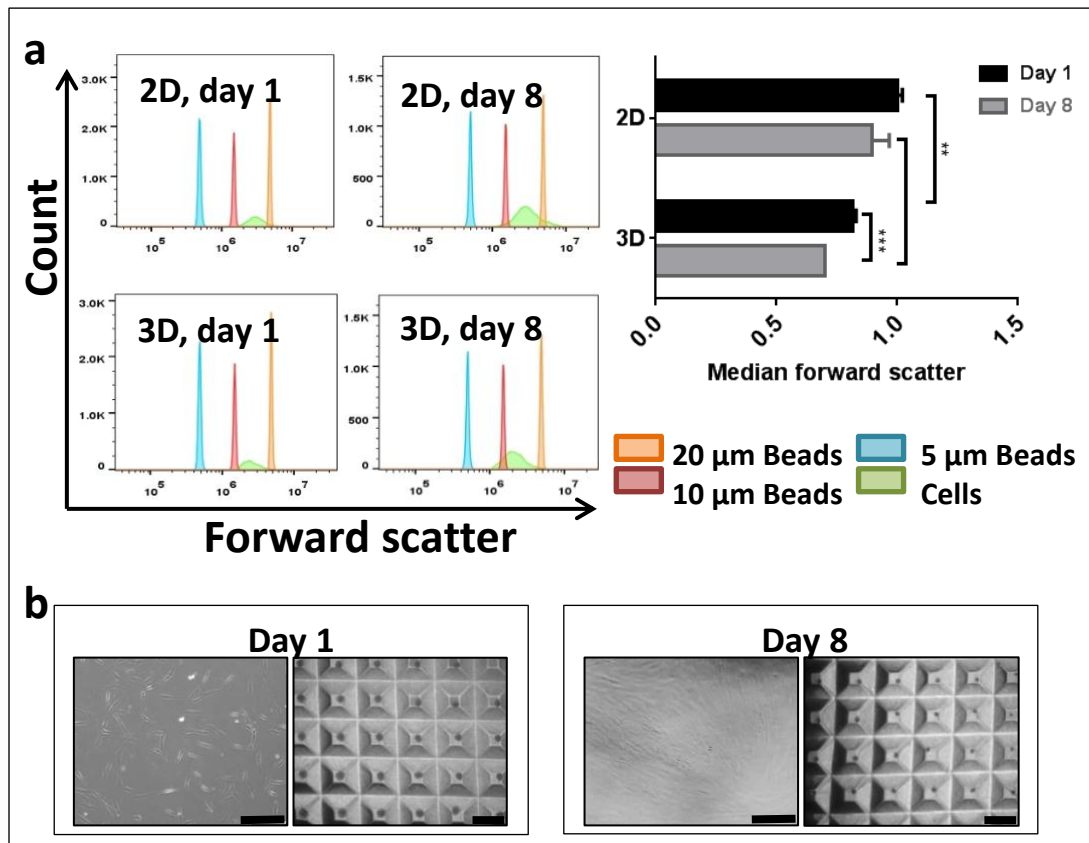 a
Count
3.0K
2.0K
1.0K
0
2D, day 1
10^5
10^6
10^7
1.5K
1.0K
500
0
2D, day 8
10^5
10^6
10^7
3.0K
2.0K
1.0K
0
3D, day 1
10^5
10^6
10^7
1.5K
1.0K
500
0
3D, day 8
10^5
10^6
10^7
Forward scatter
Day 1
Day 8
2D
3D
**
***
0.0
0.5
1.0
1.5
Median forward scatter
20 µm Beads
5 µm Beads
10 µm Beads
Cells
b
Day 1
Day 8